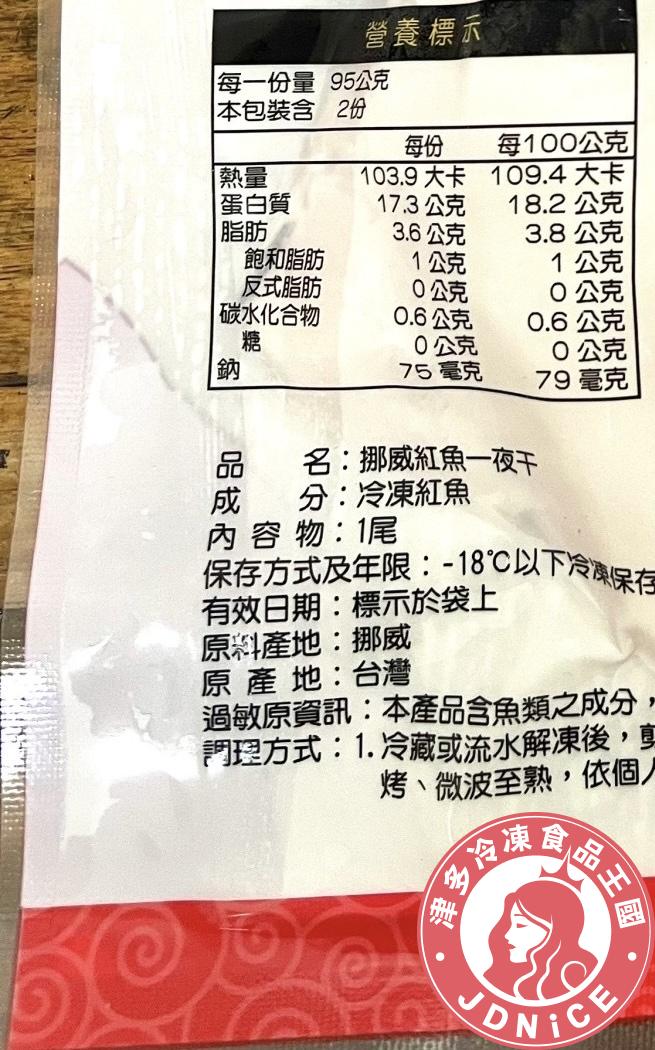 營養標示
每一份量 95公克
本包裝含 2份
每份 每100公克
熱量 103.9 大卡 109.4 大卡
蛋白質 17.3 公克 18.2 公克
脂肪 3.6 公克 3.8 公克
飽和脂肪 1 公克 1 公克
反式脂肪 0 公克 0 公克
碳水化合物 0.6 公克 0.6 公克
糖 0 公克 0 公克
鈉 75 毫克 79 毫克
品名：挪威紅魚一夜干
成分：冷凍紅魚
內容物：1尾
保存方式及年限：-18℃以下冷凍保存
有效日期：標示於袋上
原料產地：挪威
原產地：台灣
過敏原資訊：本產品含魚類之成分，
調理方式：1.冷藏或流水解凍後，剪
烤、微波至熟，依個人
津多冷凍食品王國
JDNiCE